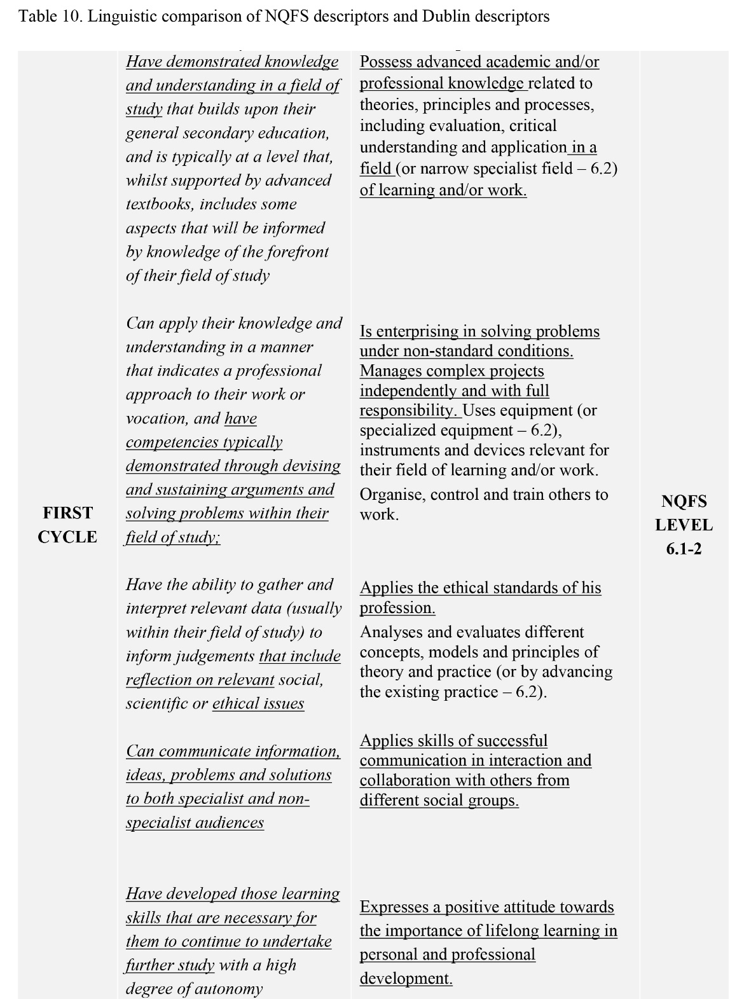 Table 10. Linguistic comparison of NQFS descriptors and Dublin descriptors
FIRST
CYCLE
Have demonstrated knowledge
and understanding in a field of
study that builds upon their
general secondary education,
and is typically at a level that,
whilst supported by advanced
textbooks, includes some
aspects that will be informed
by knowledge of the forefront
of their field of study
Can apply their knowledge and
understanding in a manner
that indicates a professional
approach to their work or
vocation, and have
competencies typically
demonstrated through devising
and sustaining arguments and
solving problems within their
field of study;
Have the ability to gather and
interpret relevant data (usually
within their field of study) to
inform judgements that include
reflection on relevant social,
scientific or ethical issues
Can communicate information,
ideas, problems and solutions
to both specialist and non-
specialist audiences
Have developed those learning
skills that are necessary for
them to continue to undertake
further study with a high
degree of autonomy
Possess advanced academic and/or
professional knowledge related to
theories, principles and processes,
including evaluation, critical
understanding and application in a
field (or narrow specialist field – 6.2)
of learning and/or work.
Is enterprising in solving problems
under non-standard conditions.
Manages complex projects
independently and with full
responsibility. Uses equipment (or
specialized equipment – 6.2),
instruments and devices relevant for
their field of learning and/or work.
Organise, control and train others to
work.
Applies the ethical standards of his
profession.
Analyses and evaluates different
concepts, models and principles of
theory and practice (or by advancing
the existing practice – 6.2).
Applies skills of successful
communication in interaction and
collaboration with others from
different social groups.
Expresses a positive attitude towards
the importance of lifelong learning in
personal and professional
development.
NQFS
LEVEL
6.1-2